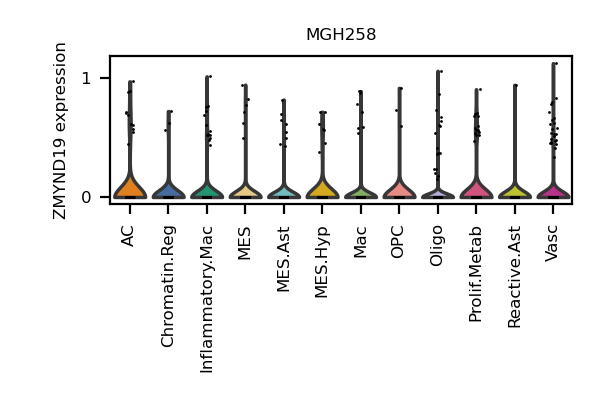 MGH258
ZMYND19 expression
1
0
AC
Chromatin.Reg
Inflammatory.Mac
MES
MES.Ast
MES.Hyp
Mac
OPC
Oligo
Prolif.Metab
Reactive.Ast
Vasc